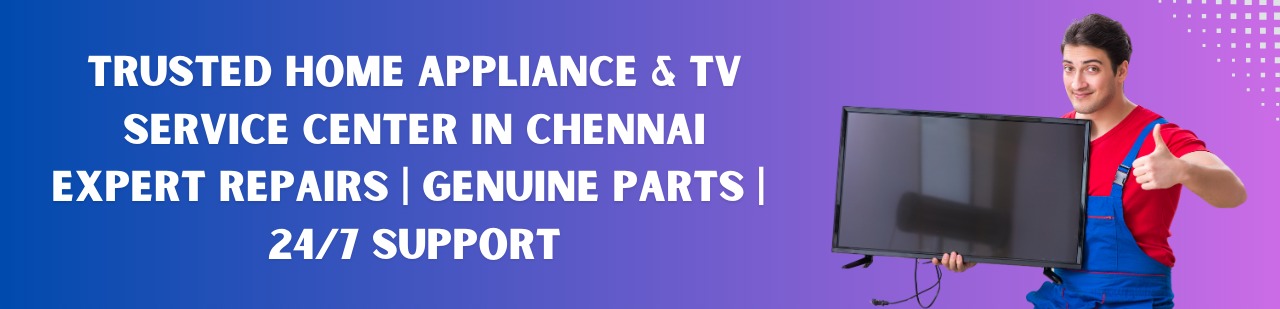 TRUSTED HOME APPLIANCE & TV
SERVICE CENTER IN CHENNAI
EXPERT REPAIRS | GENUINE PARTS |
24/7 SUPPORT